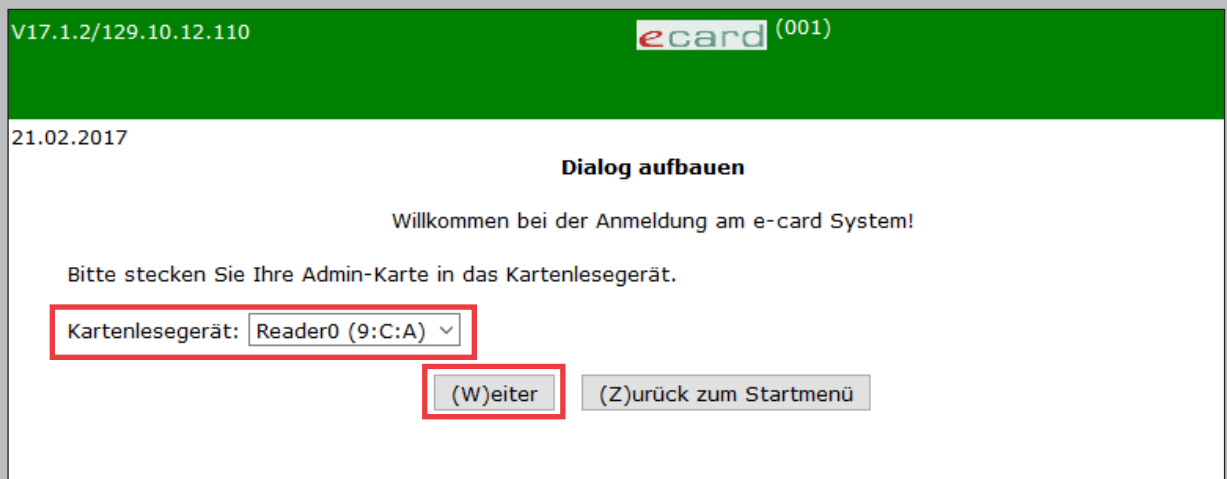 V17.1.2/129.10.12.110
ecard (001)
21.02.2017
Dialog aufbauen
Willkommen bei der Anmeldung am e-card System!
Bitte stecken Sie Ihre Admin-Karte in das Kartenlesegerät.
Kartenlesegerät: Reader0 (9:C:A)
(W)eiter (Z)urück zum Startmenü